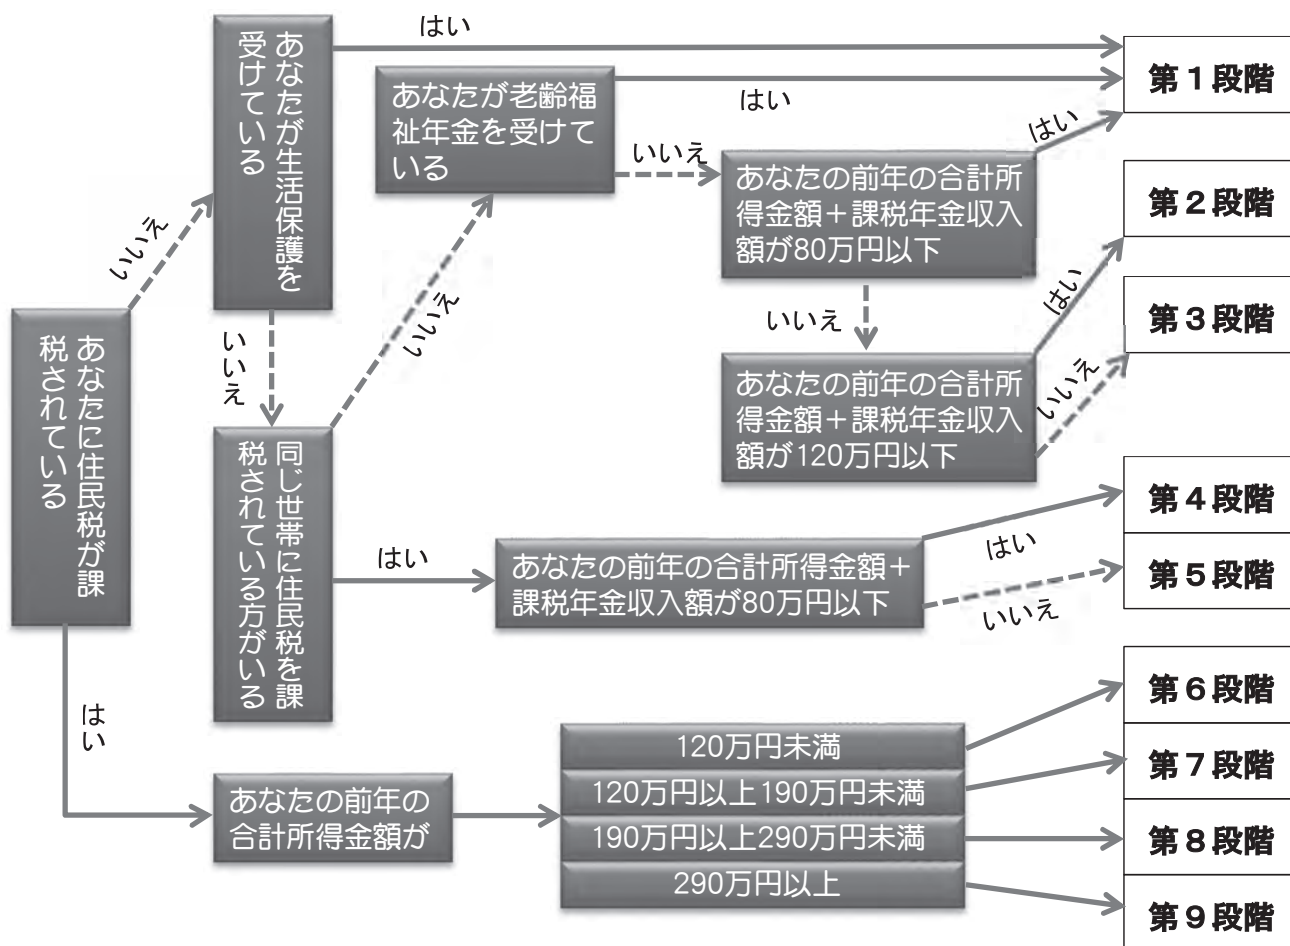 あなたに住民税が課
税されている
いいえ
はい
あなたが生活保護を
受けている
はい
いいえ
同じ世帯に住民税を課
税されている方がいる
いいえ
はい
あなたが老齢福
祉年金を受けて
いる
はい
いいえ
あなたの前年の合計所
得金額＋課税年金収入
額が80万円以下
はい
いいえ
あなたの前年の合計所
得金額＋課税年金収入
額が120万円以下
はい
いいえ
あなたの前年の合計所得金額＋
課税年金収入額が80万円以下
はい
いいえ
あなたの前年の
合計所得金額が
120万円未満
120万円以上190万円未満
190万円以上290万円未満
290万円以上
第１段階
第２段階
第３段階
第４段階
第５段階
第６段階
第７段階
第８段階
第９段階